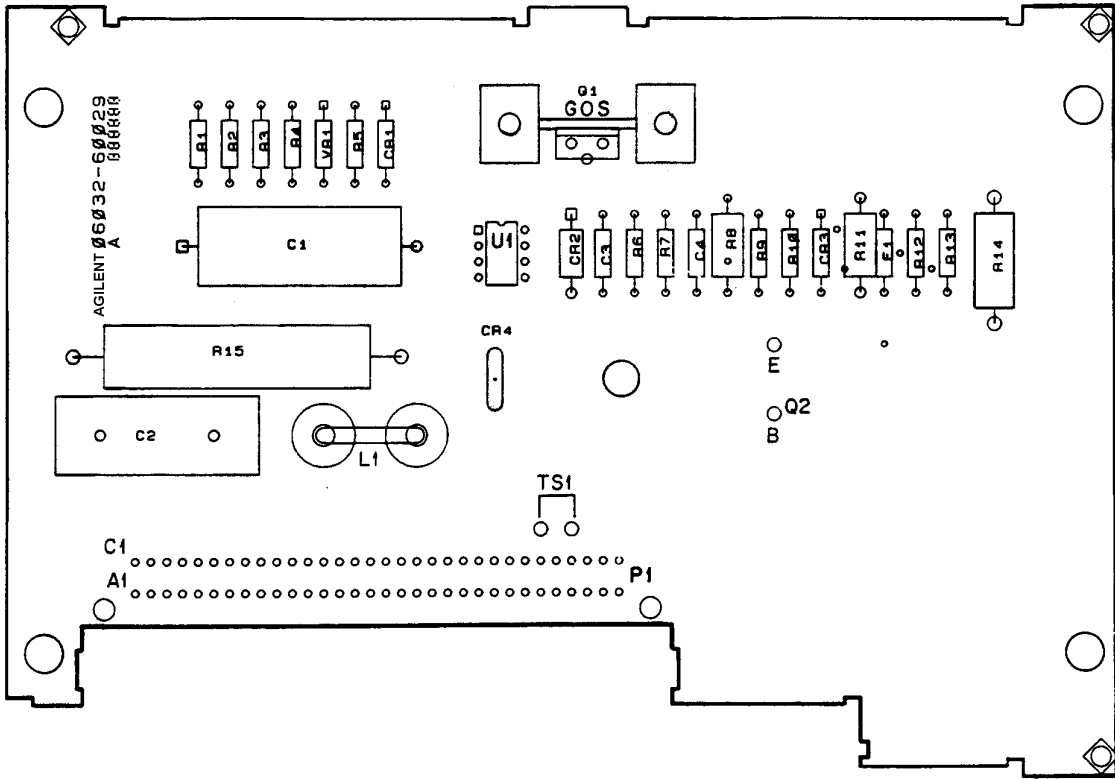 Q1
GOS
AGILENT Ø6Ø32-6ØØ29
A
R1 R2 R3 R4 VR1 R5 CR1
C1
U1
CR2 C3 R6 R7 C4 R8 R9 R1Ø CR3 R11 F1 R12 R13 R14
CR4
R15
E
Q2
B
C2
L1
TS1
C1
A1
P1